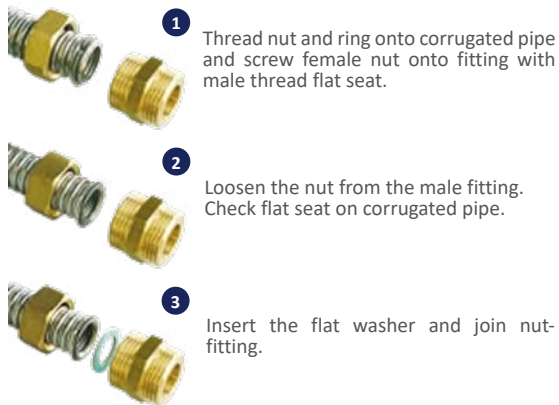 1
Thread nut and ring onto corrugated pipe
and screw female nut onto fitting with
male thread flat seat.
2
Loosen the nut from the male fitting.
Check flat seat on corrugated pipe.
3
Insert the flat washer and join nut-
fitting.